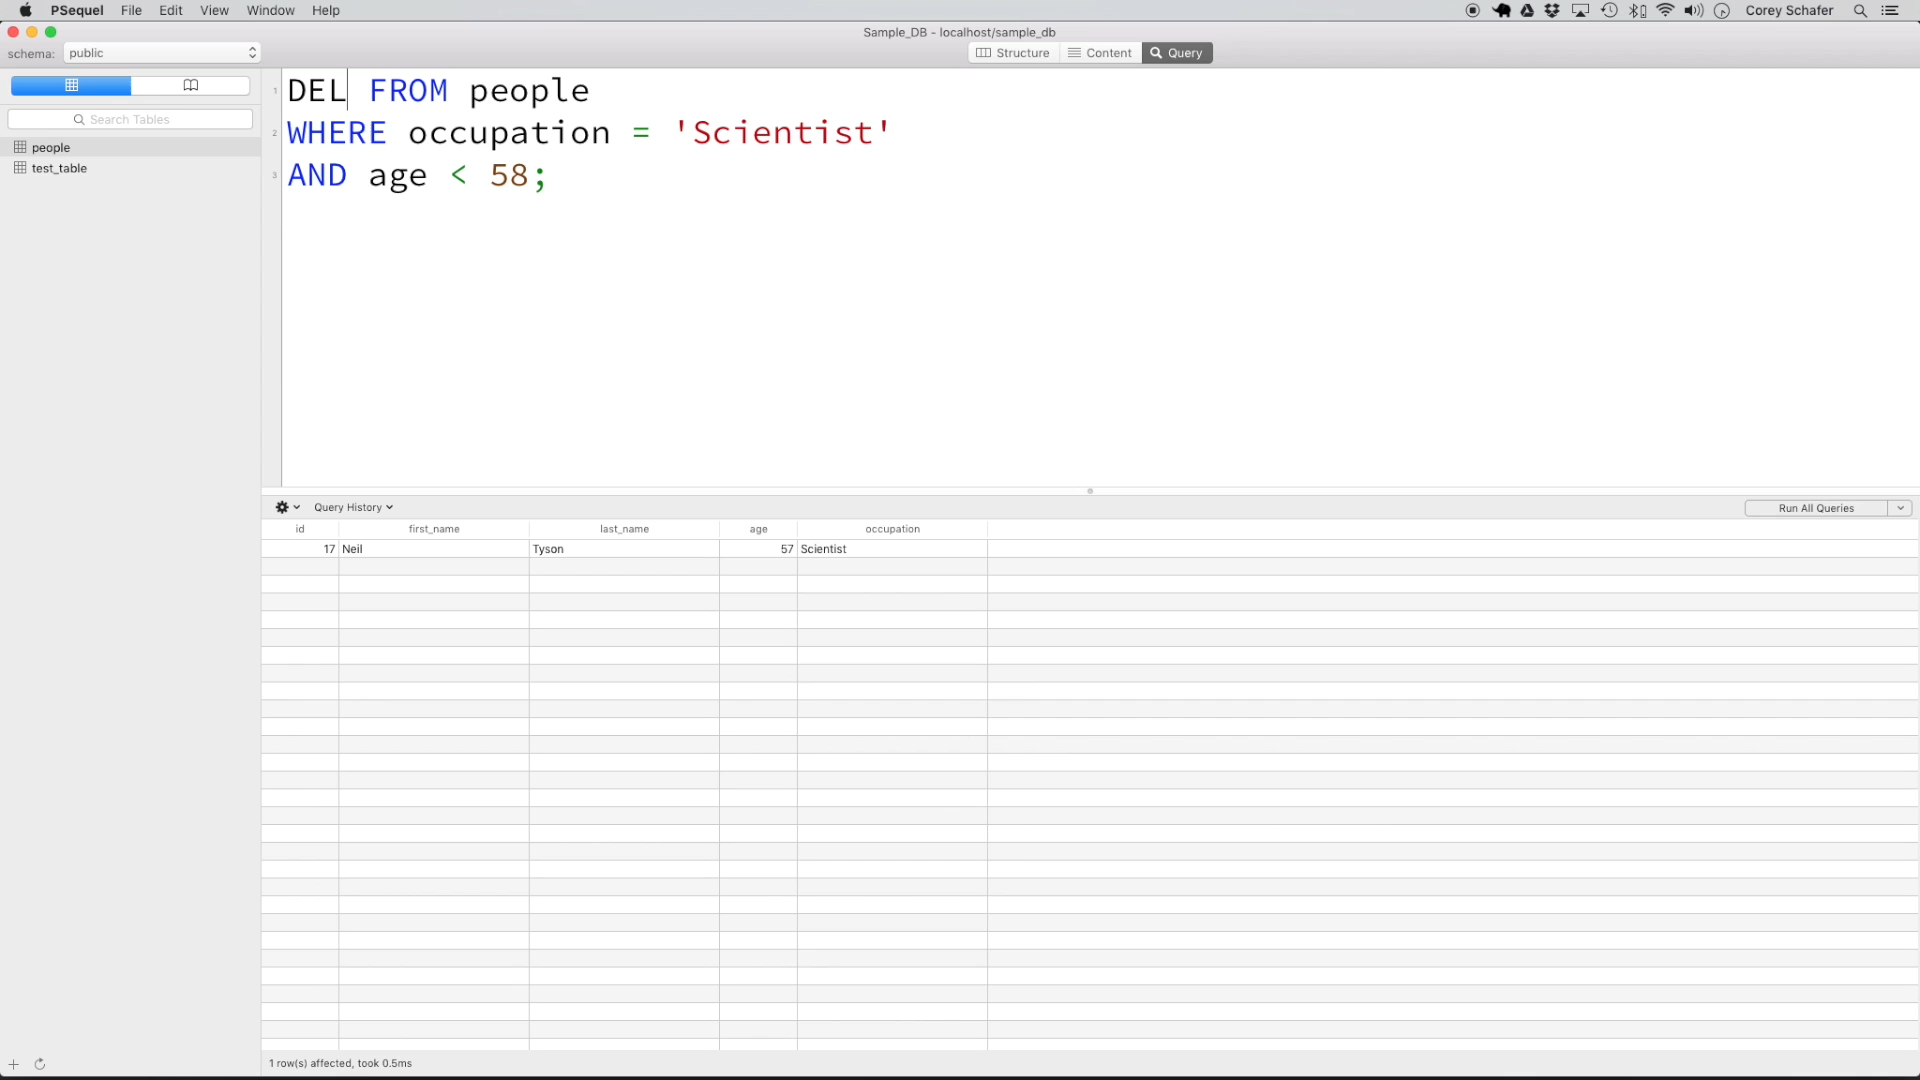 PSequel File Edit View Window Help Corey Schafer
Sample_DB - localhost/sample_db
schema: public Structure Content Query
Search Tables
people
test_table
1 DEL FROM people
2 WHERE occupation = 'Scientist'
3 AND age < 58;
Query History Run All Queries
id first_name last_name age occupation
17 Neil Tyson 57 Scientist
1 row(s) affected, took 0.5ms